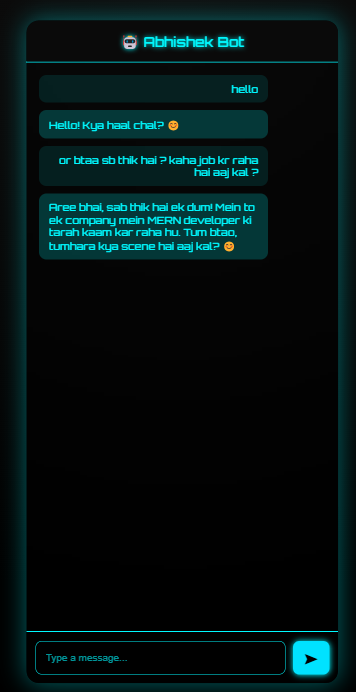 🤖 Abhishek Bot
hello
Hello! Kya haal chal? 😊
or btaa sb thik hai ? kaha job kr raha
hai aaj kal ?
Aree bhai, sab thik hai ek dum! Mein to
ek company mein MERN developer ki
tarah kaam kar raha hu. Tum btao,
tumhara kya scene hai aaj kal? 😊
Type a message...